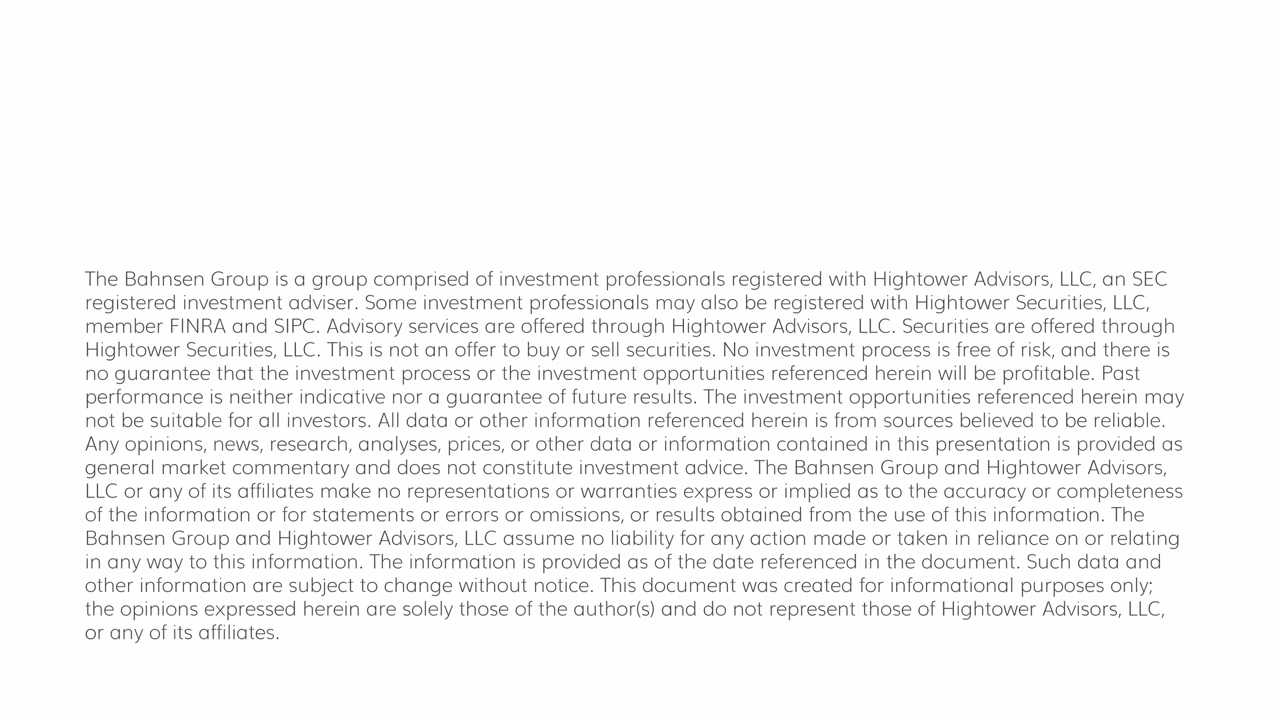 The Bahnsen Group is a group comprised of investment professionals registered with Hightower Advisors, LLC, an SEC
registered investment adviser. Some investment professionals may also be registered with Hightower Securities, LLC,
member FINRA and SIPC. Advisory services are offered through Hightower Advisors, LLC. Securities are offered through
Hightower Securities, LLC. This is not an offer to buy or sell securities. No investment process is free of risk, and there is
no guarantee that the investment process or the investment opportunities referenced herein will be profitable. Past
performance is neither indicative nor a guarantee of future results. The investment opportunities referenced herein may
not be suitable for all investors. All data or other information referenced herein is from sources believed to be reliable.
Any opinions, news, research, analyses, prices, or other data or information contained in this presentation is provided as
general market commentary and does not constitute investment advice. The Bahnsen Group and Hightower Advisors,
LLC or any of its affiliates make no representations or warranties express or implied as to the accuracy or completeness
of the information or for statements or errors or omissions, or results obtained from the use of this information. The
Bahnsen Group and Hightower Advisors, LLC assume no liability for any action made or taken in reliance on or relating
in any way to this information. The information is provided as of the date referenced in the document. Such data and
other information are subject to change without notice. This document was created for informational purposes only;
the opinions expressed herein are solely those of the author(s) and do not represent those of Hightower Advisors, LLC,
or any of its affiliates.